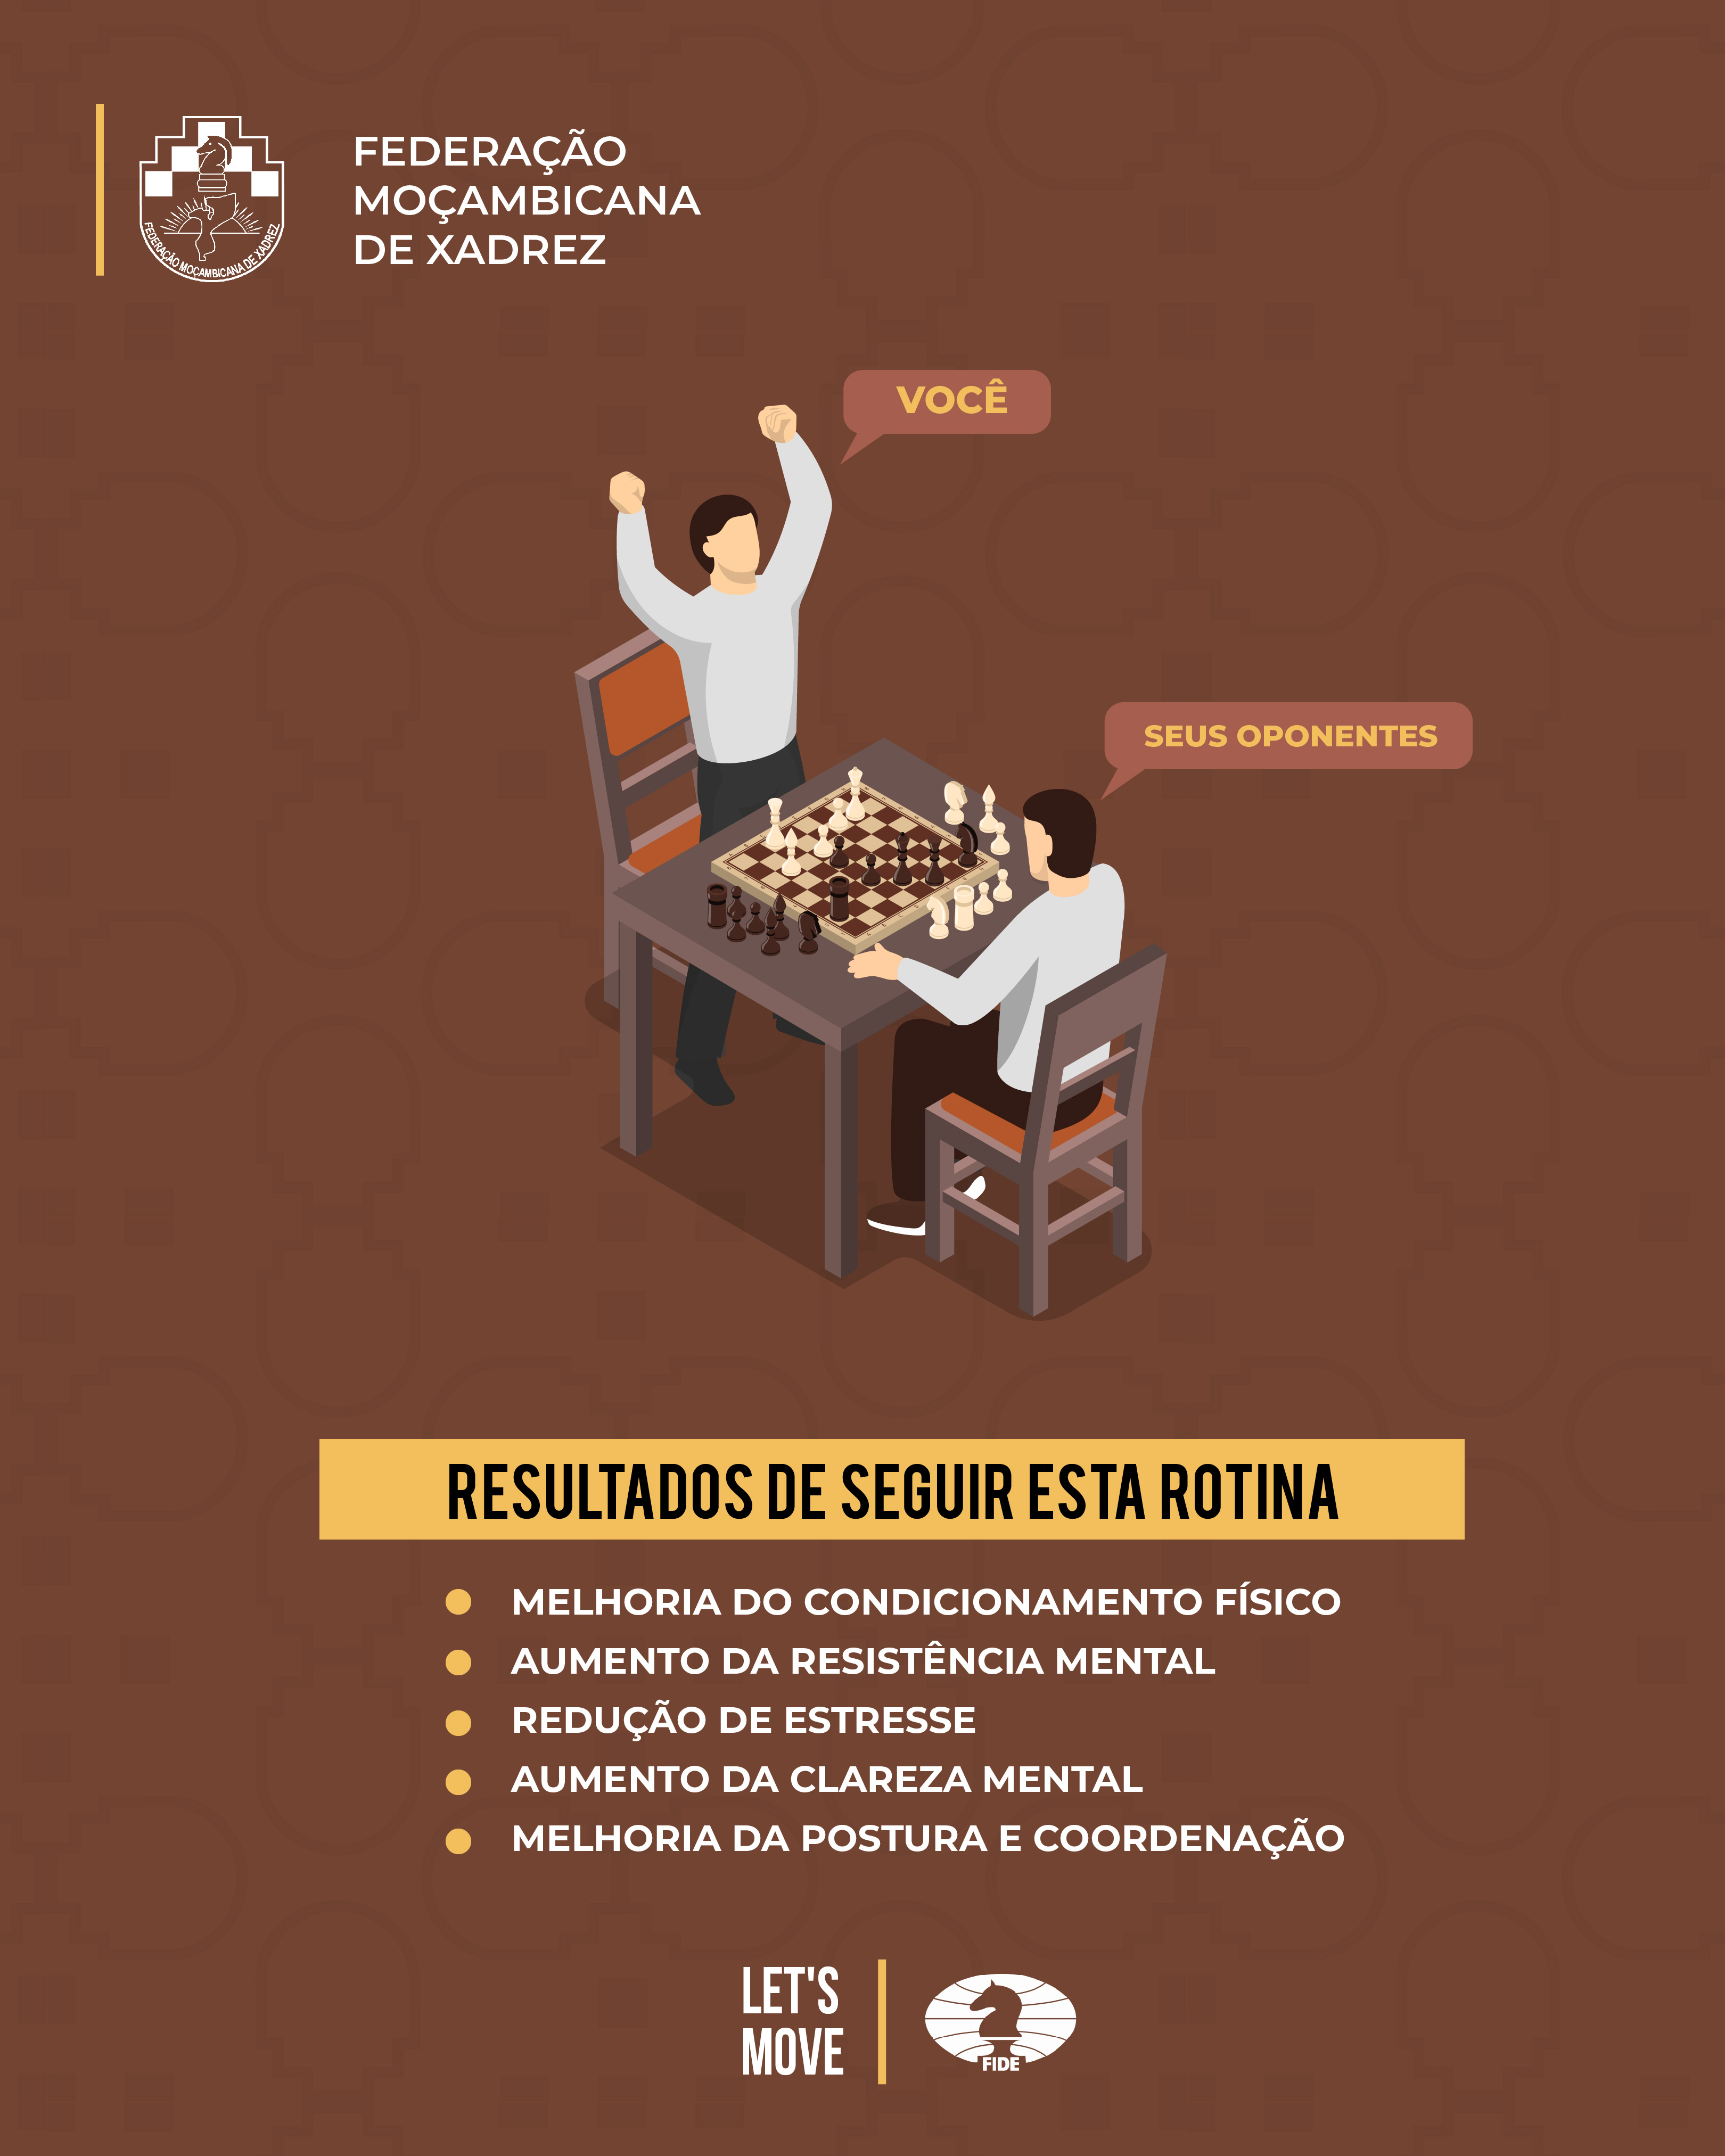 FEDERAÇÃO
MOÇAMBICANA
DE XADREZ
FEDERAÇÃO MOÇAMBICANA DE XADREZ
VOCÊ
SEUS OPONENTES
RESULTADOS DE SEGUIR ESTA ROTINA
MELHORIA DO CONDICIONAMENTO FÍSICO
AUMENTO DA RESISTÊNCIA MENTAL
REDUÇÃO DE ESTRESSE
AUMENTO DA CLAREZA MENTAL
MELHORIA DA POSTURA E COORDENAÇÃO
LET'S
MOVE
FIDE